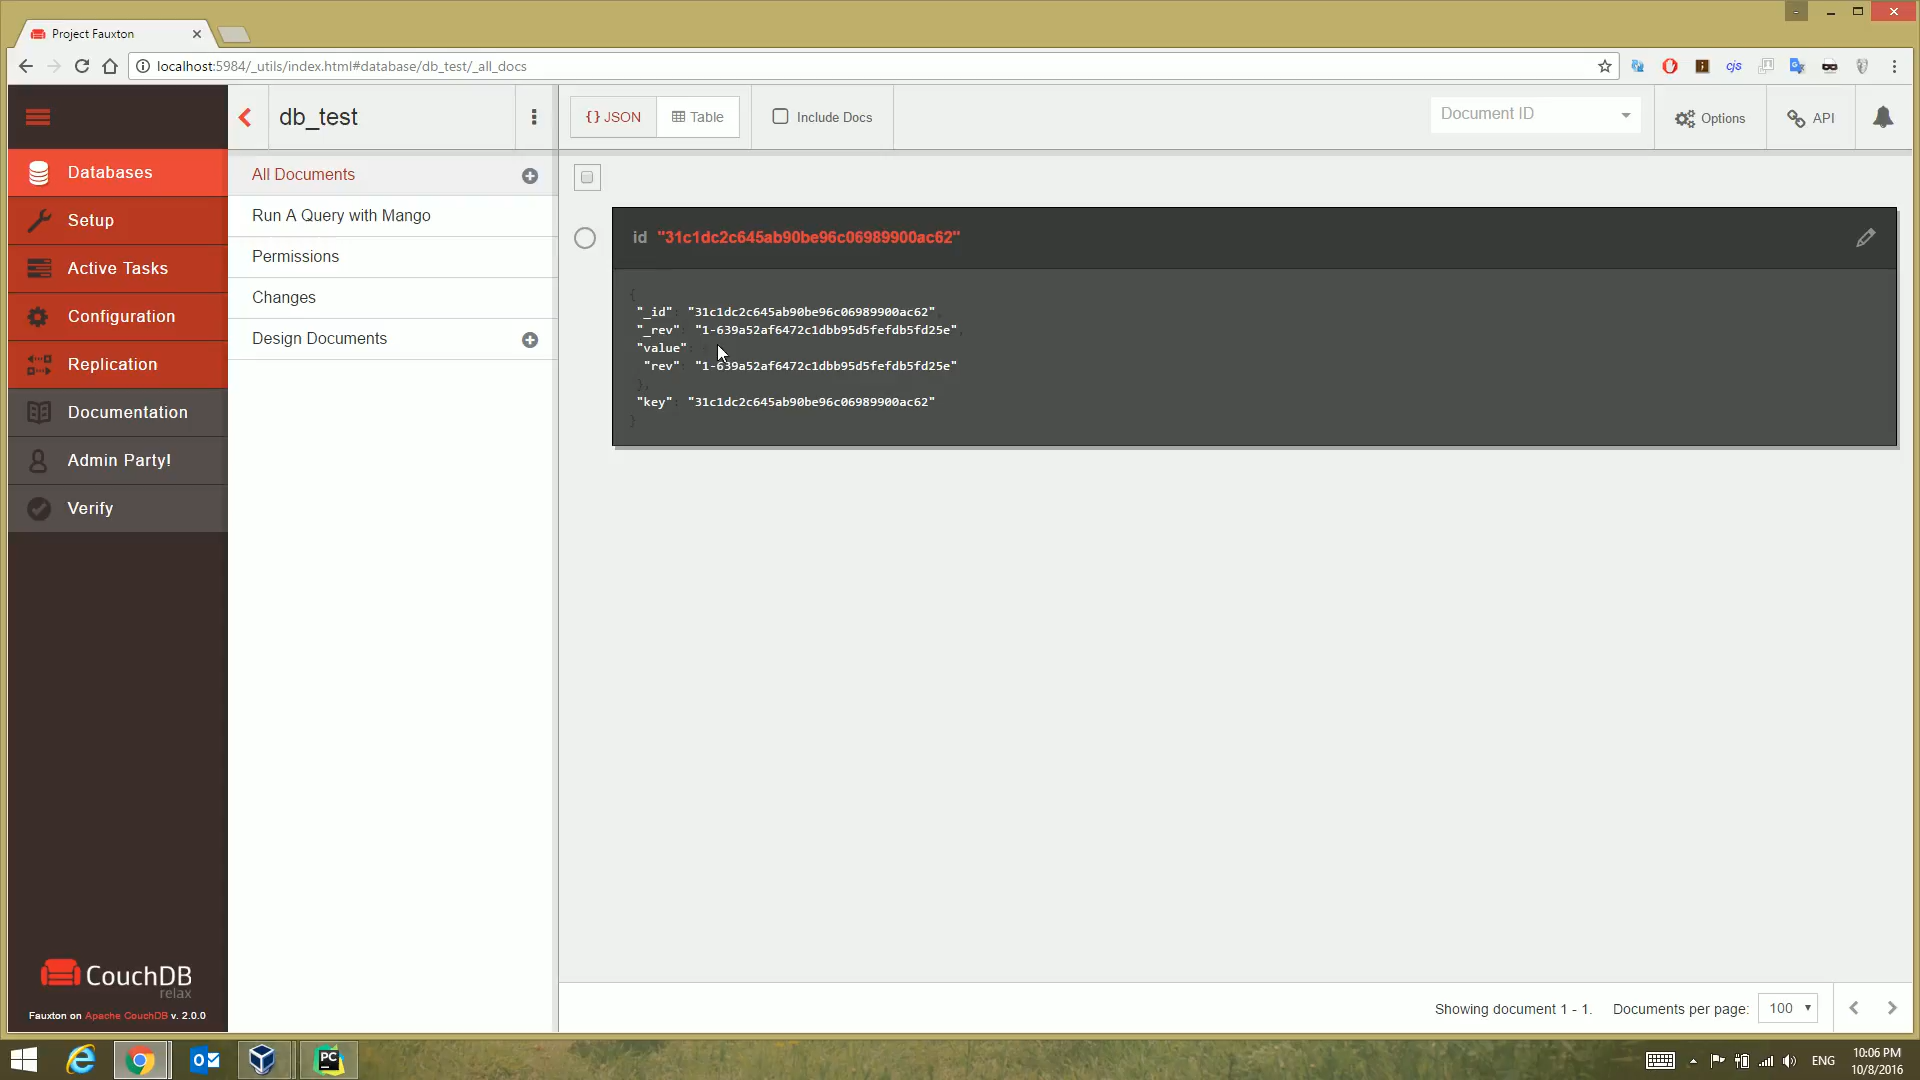 Project Fauxton
localhost:5984/_utils/index.html#database/db_test/_all_docs
cjs
db_test
{} JSON
Table
Include Docs
Document ID
Options
API
Databases
Setup
Active Tasks
Configuration
Replication
Documentation
Admin Party!
Verify
All Documents
Run A Query with Mango
Permissions
Changes
Design Documents
id "31c1dc2c645ab90be96c06989900ac62"
{
"_id": "31c1dc2c645ab90be96c06989900ac62",
"_rev": "1-639a52af6472c1dbb95d5fefdb5fd25e",
"value": {
"rev": "1-639a52af6472c1dbb95d5fefdb5fd25e"
},
"key": "31c1dc2c645ab90be96c06989900ac62"
}
CouchDB
relax
Fauxton on Apache CouchDB v. 2.0.0
Showing document 1 - 1.
Documents per page:
100
PC
ENG
10:06 PM
10/8/2016